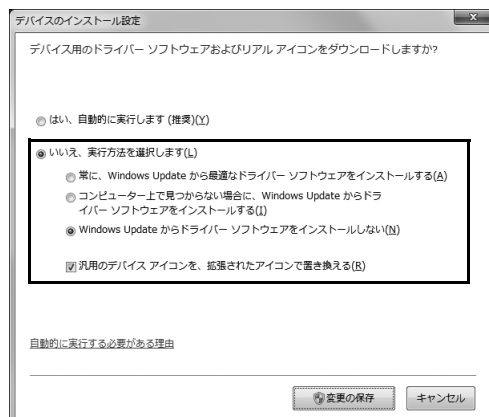 デバイスのインストール設定
デバイス用のドライバー ソフトウェアおよびリアル アイコンをダウンロードしますか?
はい、自動的に実行します (推奨)(Y)
いいえ、実行方法を選択します(L)
常に、Windows Update から最適なドライバー ソフトウェアをインストールする(A)
コンピューター上で見つからない場合に、Windows Update からドラ
イバー ソフトウェアをインストールする(I)
Windows Update からドライバー ソフトウェアをインストールしない(N)
汎用のデバイス アイコンを、拡張されたアイコンで置き換える(R)
自動的に実行する必要がある理由
変更の保存
キャンセル